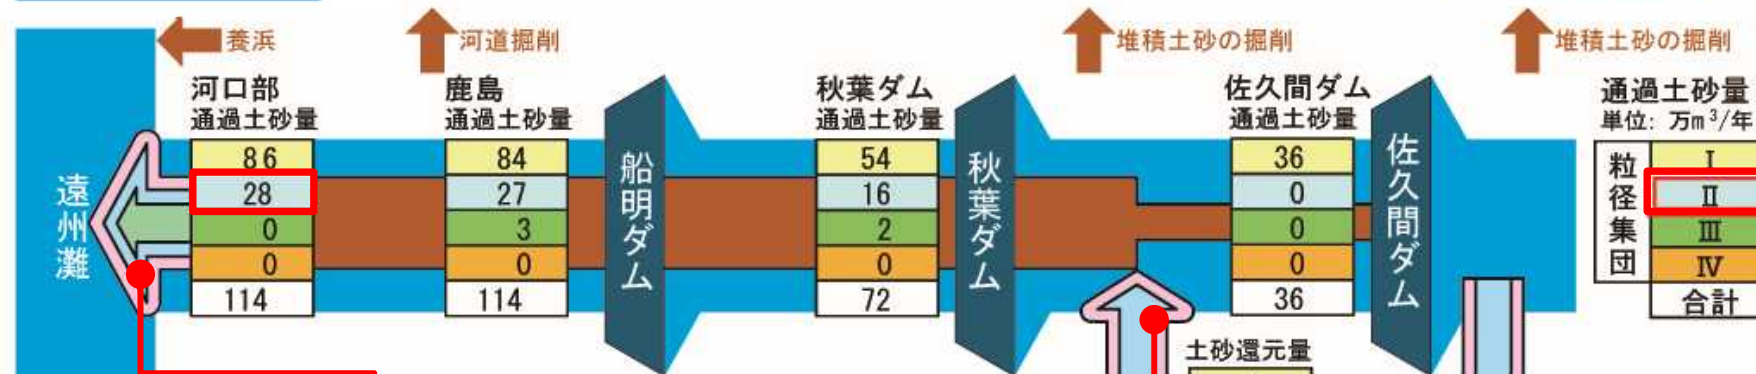 養浜
河道掘削
堆積土砂の掘削
堆積土砂の掘削
河口部
通過土砂量
86
28
0
0
114
鹿島
通過土砂量
84
27
3
0
114
秋葉ダム
通過土砂量
54
16
2
0
72
佐久間ダム
通過土砂量
36
0
0
0
36
通過土砂量
単位: 万m³/年
粒径集団
I
II
III
IV
合計
遠州灘
船明ダム
秋葉ダム
佐久間ダム
土砂還元量